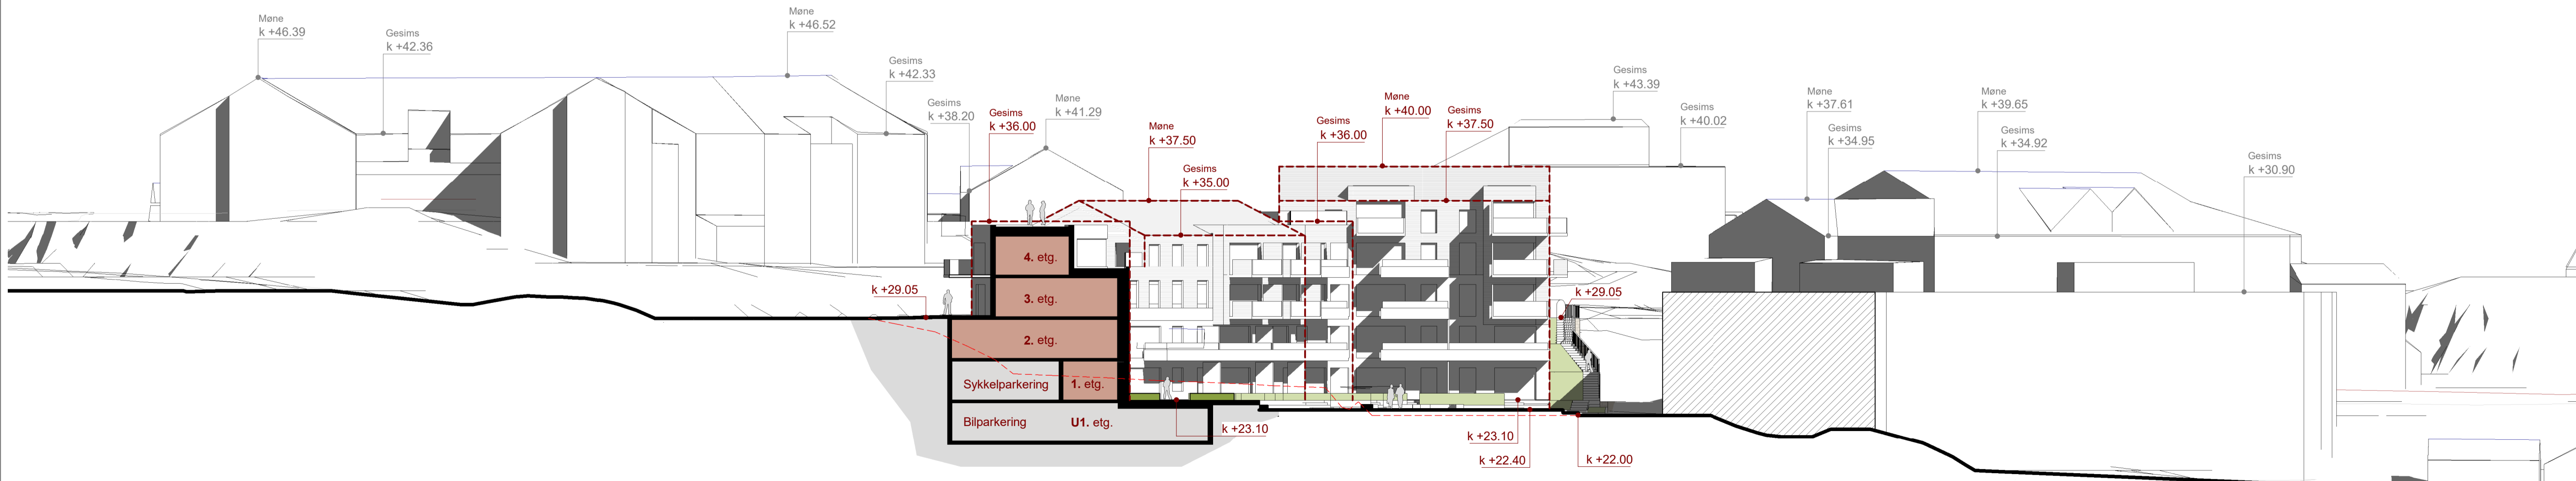 Møne
k +46.39
Gesims
k +42.36
Møne
k +46.52
Gesims
k +42.33
Gesims
k +38.20
Gesims
k +36.00
Møne
k +41.29
Møne
k +37.50
Gesims
k +35.00
Gesims
k +36.00
Møne
k +40.00
Gesims
k +37.50
Gesims
k +43.39
Gesims
k +40.02
Møne
k +37.61
Gesims
k +34.95
Møne
k +39.65
Gesims
k +34.92
Gesims
k +30.90
4. etg.
k +29.05
3. etg.
k +29.05
2. etg.
Sykkelparkering
1. etg.
Bilparkering
U1. etg.
k +23.10
k +23.10
k +22.40
k +22.00